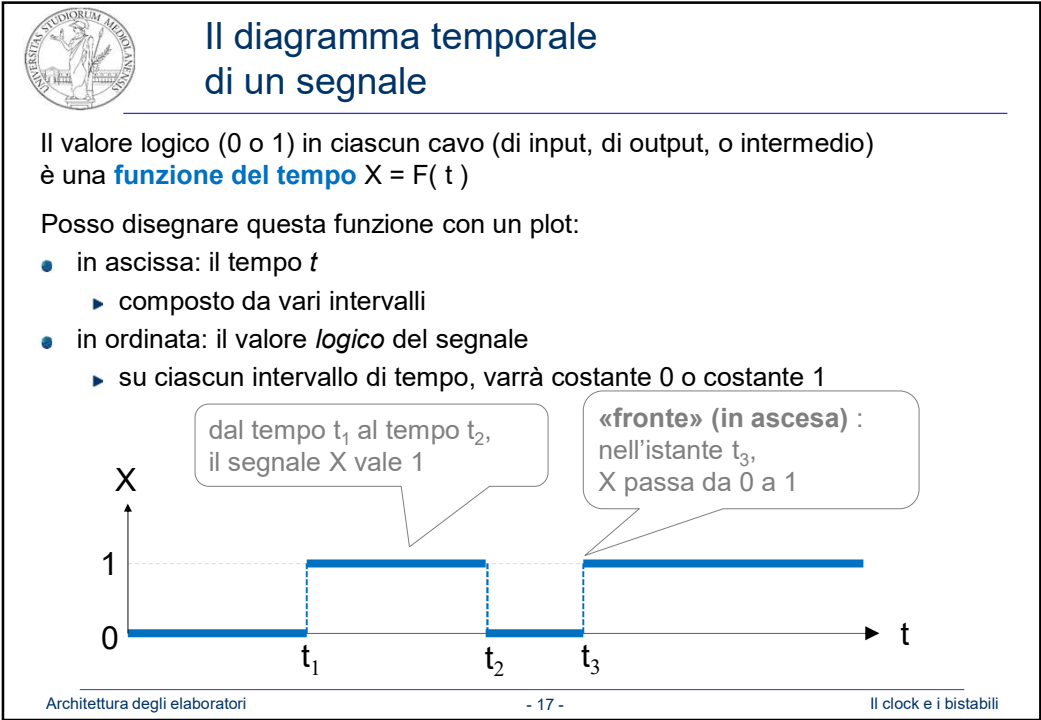 UNIVERSITAS STUDIORUM MEDIOLANENSIS
Il diagramma temporale
di un segnale
Il valore logico (0 o 1) in ciascun cavo (di input, di output, o intermedio)
è una funzione del tempo X = F( t )
Posso disegnare questa funzione con un plot:
in ascissa: il tempo t
composto da vari intervalli
in ordinata: il valore logico del segnale
su ciascun intervallo di tempo, varrà costante 0 o costante 1
dal tempo t₁ al tempo t₂,
il segnale X vale 1
«fronte» (in ascesa) :
nell'istante t₃,
X passa da 0 a 1
X
1
0
t₁
t₂
t₃
t
Architettura degli elaboratori
- 17 -
Il clock e i bistabili